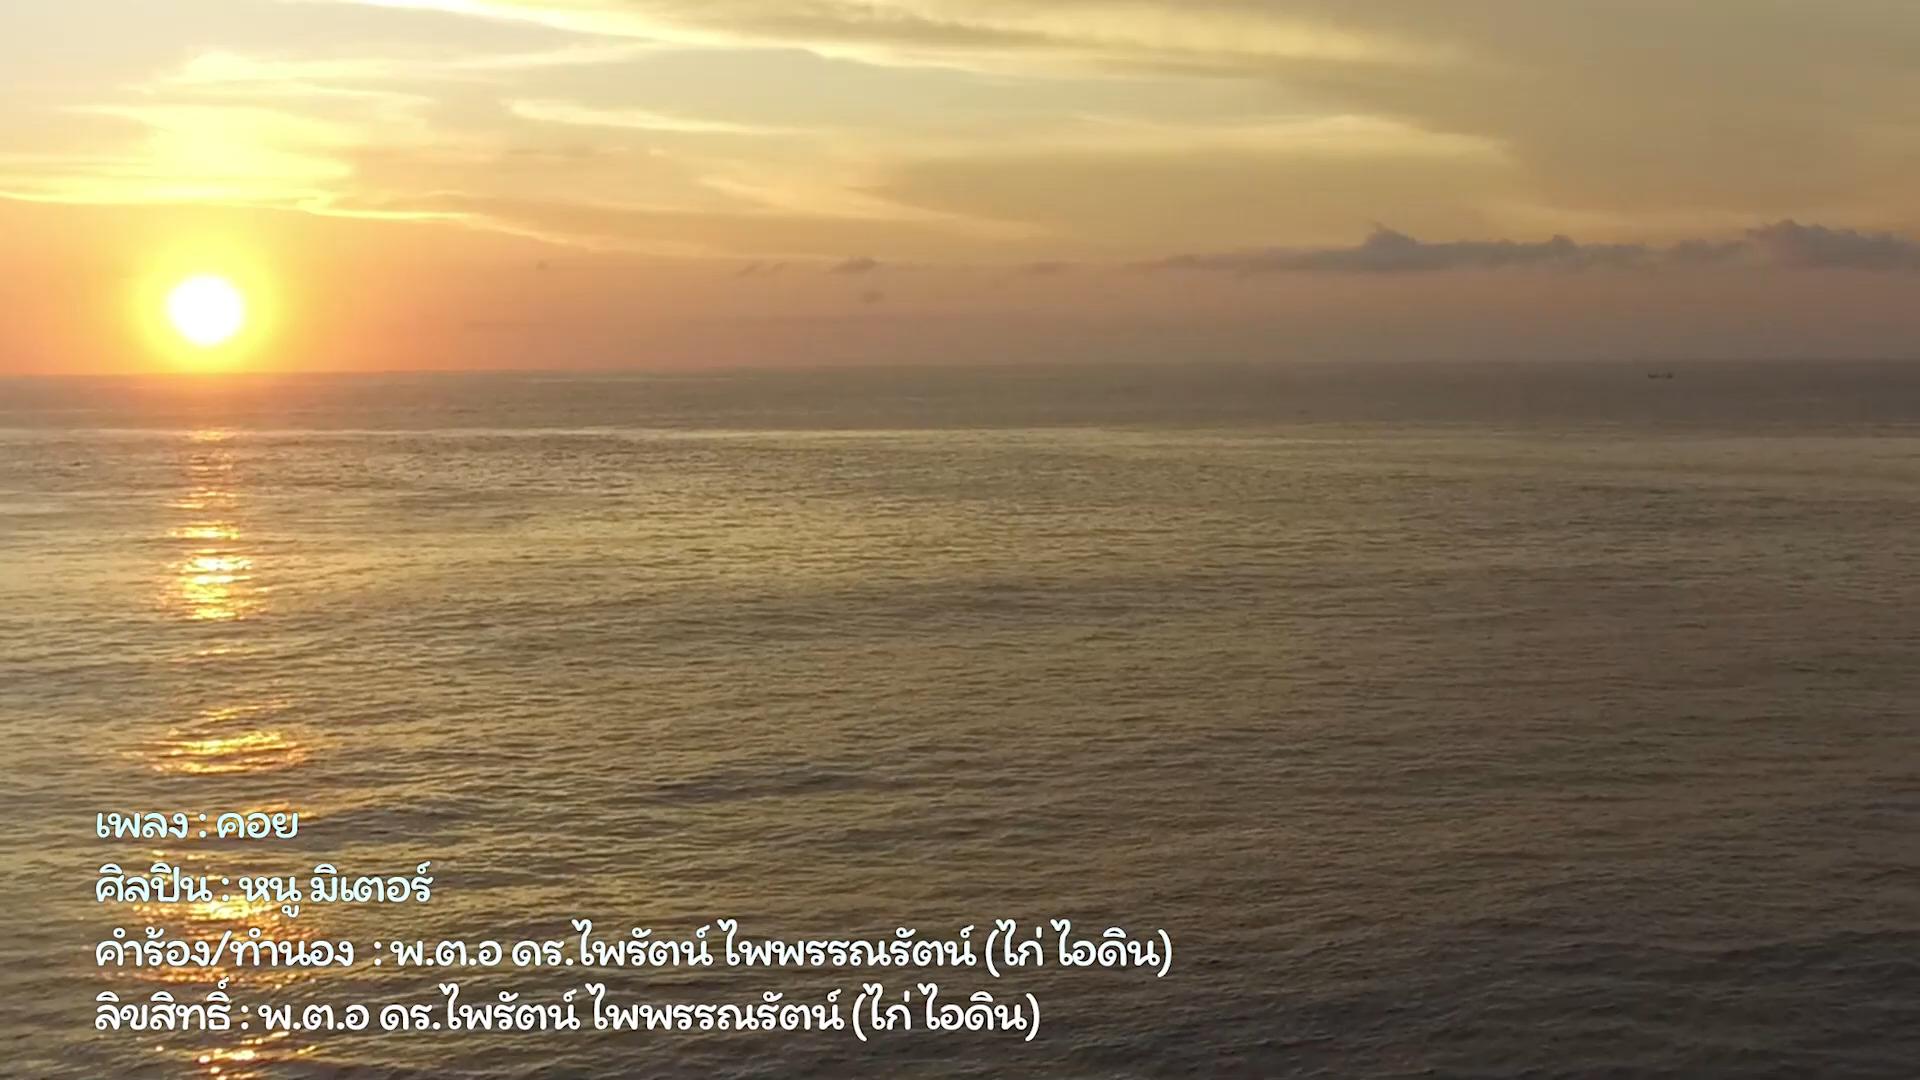 เพลง : คอย
ศิลปิน : หนู มิเตอร์
คำร้อง/ทำนอง : พ.ต.อ ดร.ไพรัตน์ ไพพรรณรัตน์ (ไก่ ไอดิน)
ลิขสิทธิ์ : พ.ต.อ ดร.ไพรัตน์ ไพพรรณรัตน์ (ไก่ ไอดิน)